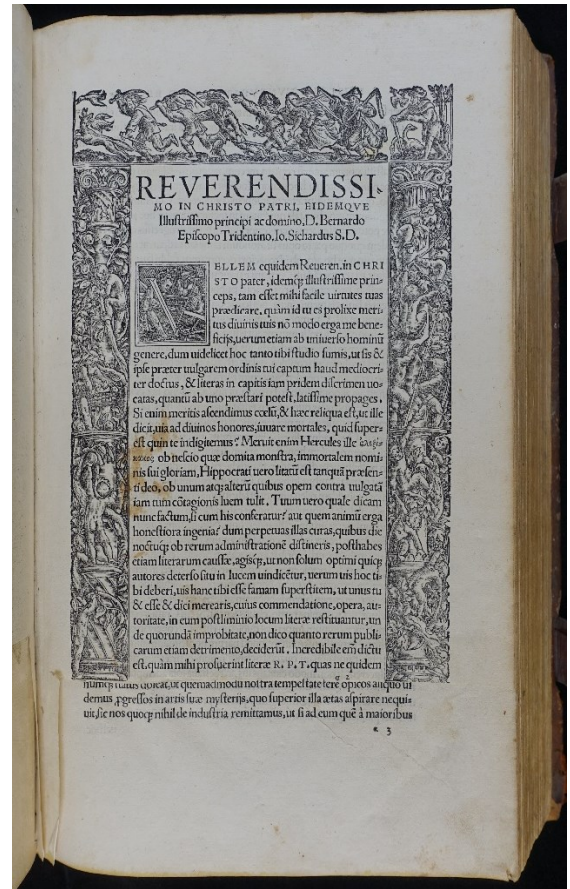 REVERENDISSI-
MO IN CHRISTO PATRI, EIDEMQVE
Illustrissimo principi ac domino, D. Bernardo
Episcopo Tridentino. Io. Sichardus S.D.
VELLEM equidem Reueren. in CHRI
STO pater, idemq́; illustrissime prin-
ceps, tam esset mihi facile uirtutes tuas
prædicare, quàm id tu es prolixe meri-
tus diuinis tuis nõ modo erga me bene-
ficijs, uerum etiam ab uniuerso hominũ
genere, dum uidelicet hoc tanto tibi studio sumis, ut sis &
ipse præter uulgarem ordinis tui captum haud mediocri-
ter doctus, & literas in capitis iam pridem discrimen uo-
catas, quantũ ab uno præstari potest, latissime propages.
Si enim meritis ascendimus cœlũ, & hæc reliqua est, ut ille
dicit, uia ad diuinos honores, iuuare mortales, quid super-
est quin te indigitemus? Meruit enim Hercules ille ἀλεξί-
κακος ob nescio quæ domita monstra, immortalem nomi-
nis sui gloriam, Hippocrati uero litatũ est tanquã præsen-
ti deo, ob unum atq; alterũ quibus opem contra uulgatã
iam tum cõtagionis luem tulit. Tuum uero quale dicam
nunc factum, si cum his conferatur? aut quem animũ erga
honestiora ingenia? dum perpetuas illas curas, quibus die
noctuq́; ob rerum administrationẽ distineris, posthabes
etiam literarum caussæ, agisq́;, ut non solum optimi quiq;
autores deterso situ in lucem uindicẽtur, uerum uis hoc ti-
bi deberi, uis hanc tibi esse famam superstitem, ut unus tu
& esse & dici merearis, cuius commendatione, opera, au-
toritate, in eum postliminio locum literæ restituantur, un-
de quorundã improbitate, non dico quanto rerum publi-
carum etiam detrimento, deciderũt. Incredibile em̃ dictu
est, quàm mihi profuerint literæ R. P. T. quas ne quidem
ut quemadmodũ nostra tempestate
demus, ꝓgressos in artis suæ mysterijs, quo superior illa ætas aspirare nequi-
uit, sic nos quoq; nihil de industria remittamus, ut si ad eum quẽ à maioribus
3